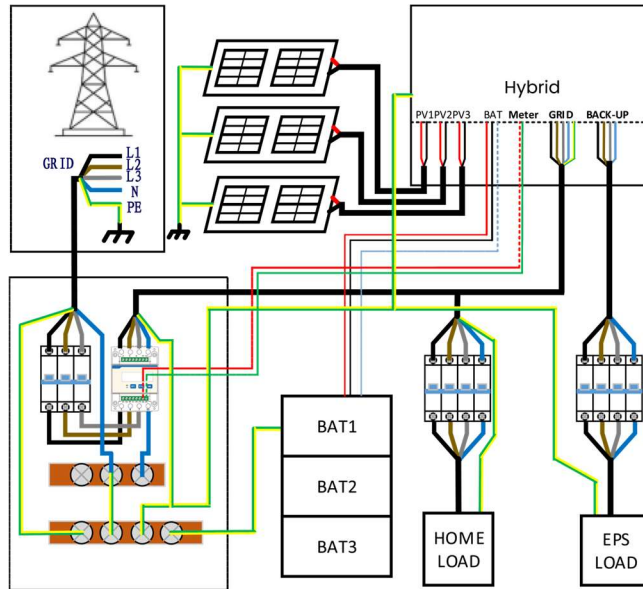 Hybrid
PV1 PV2 PV3 BAT Meter GRID BACK-UP
GRID
L1
L2
L3
N
PE
BAT1
BAT2
BAT3
HOME
LOAD
EPS
LOAD